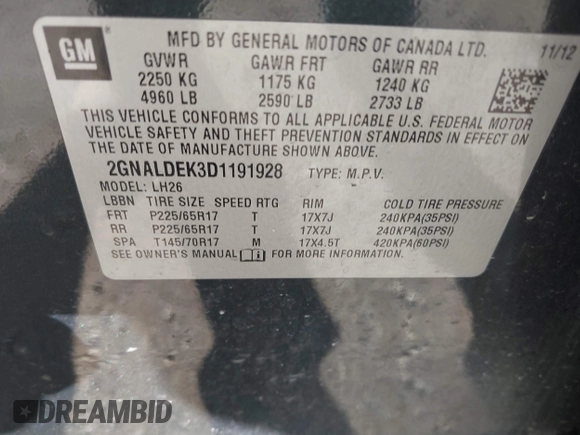 GM
MFD BY GENERAL MOTORS OF CANADA LTD. 11/12
GVWR GAWR FRT GAWR RR
2250 KG 1175 KG 1240 KG
4960 LB 2590 LB 2733 LB
THIS VEHICLE CONFORMS TO ALL APPLICABLE U.S. FEDERAL MOTOR
VEHICLE SAFETY AND THEFT PREVENTION STANDARDS IN EFFECT ON
THE DATE OF MANUFACTURE SHOWN ABOVE.
2GNALDEK3D1191928 TYPE: M.P.V.
MODEL: LH26
LBBN TIRE SIZE SPEED RTG RIM COLD TIRE PRESSURE
FRT P225/65R17 T 17X7J 240KPA(35PSI)
RR P225/65R17 T 17X7J 240KPA(35PSI)
SPA T145/70R17 M 17X4.5T 420KPA(60PSI)
SEE OWNER'S MANUAL FOR MORE INFORMATION.
DREAMBID